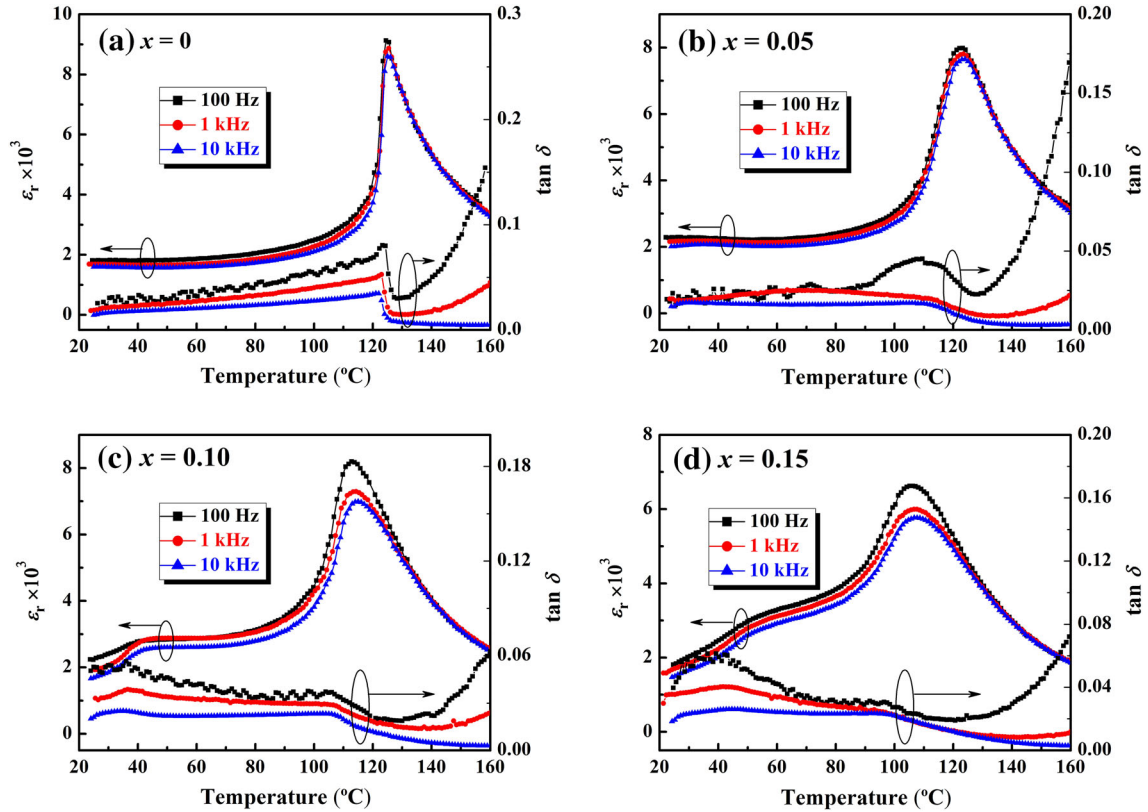 (a) x = 0
100 Hz
1 kHz
10 kHz
εr ×10³
10
8
6
4
2
0
tan δ
0.3
0.2
0.1
0.0
20 40 60 80 100 120 140 160
Temperature (ºC)
(b) x = 0.05
100 Hz
1 kHz
10 kHz
εr ×10³
8
6
4
2
0
tan δ
0.20
0.15
0.10
0.05
0.00
20 40 60 80 100 120 140 160
Temperature (ºC)
(c) x = 0.10
100 Hz
1 kHz
10 kHz
εr ×10³
8
6
4
2
0
tan δ
0.18
0.12
0.06
0.00
20 40 60 80 100 120 140 160
Temperature (ºC)
(d) x = 0.15
100 Hz
1 kHz
10 kHz
εr ×10³
8
6
4
2
0
tan δ
0.20
0.16
0.12
0.08
0.04
0.00
20 40 60 80 100 120 140 160
Temperature (ºC)